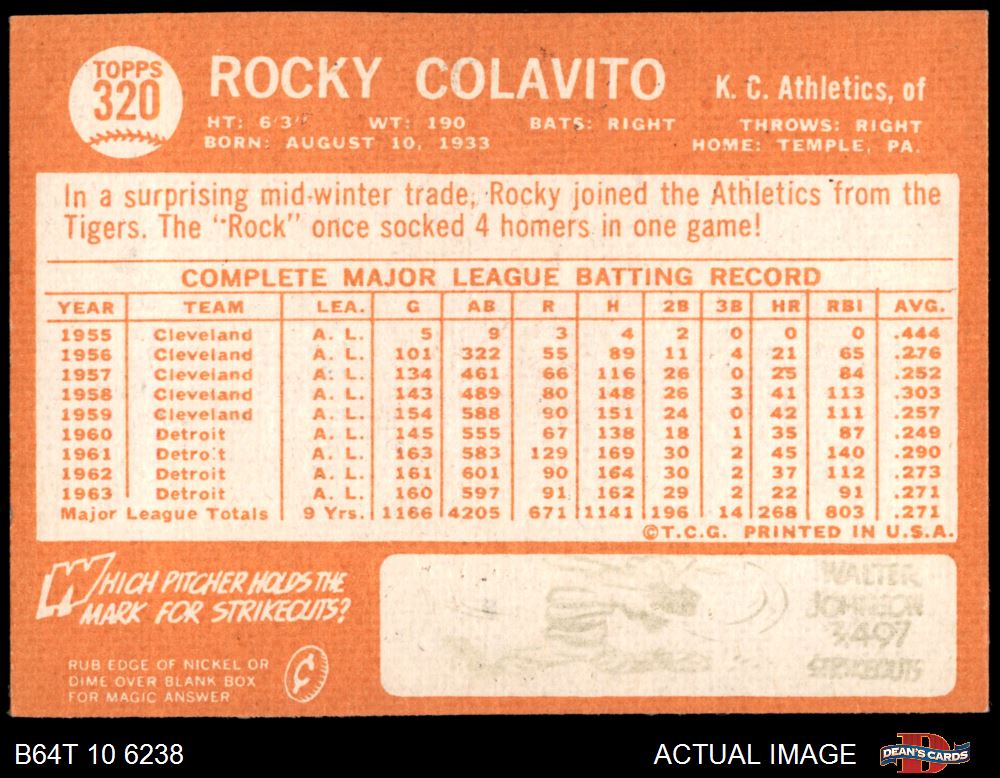 TOPPS
320
ROCKY COLAVITO
K. C. Athletics, of
HT: 6'3" WT: 190 BATS: RIGHT THROWS: RIGHT
BORN: AUGUST 10, 1933 HOME: TEMPLE, PA.
In a surprising mid-winter trade, Rocky joined the Athletics from the
Tigers. The "Rock" once socked 4 homers in one game!
COMPLETE MAJOR LEAGUE BATTING RECORD
YEAR TEAM LEA. G AB R H 2B 3B HR RBI AVG.
1955 Cleveland A. L. 5 9 3 4 2 0 0 0 .444
1956 Cleveland A. L. 101 322 55 89 11 4 21 65 .276
1957 Cleveland A. L. 134 461 66 116 26 0 25 84 .252
1958 Cleveland A. L. 143 489 80 148 26 3 41 113 .303
1959 Cleveland A. L. 154 588 90 151 24 0 42 111 .257
1960 Detroit A. L. 145 555 67 138 18 1 35 87 .249
1961 Detroit A. L. 163 583 129 169 30 2 45 140 .290
1962 Detroit A. L. 161 601 90 164 30 2 37 112 .273
1963 Detroit A. L. 160 597 91 162 29 2 22 91 .271
Major League Totals 9 Yrs. 1166 4205 671 1141 196 14 268 803 .271
©T.C.G. PRINTED IN U.S.A.
WHICH PITCHER HOLDS THE
MARK FOR STRIKEOUTS?
RUB EDGE OF NICKEL OR
DIME OVER BLANK BOX
FOR MAGIC ANSWER
WALTER
JOHNSON
3,497
STRIKEOUTS
B64T 10 6238
ACTUAL IMAGE
DEAN'S CARDS